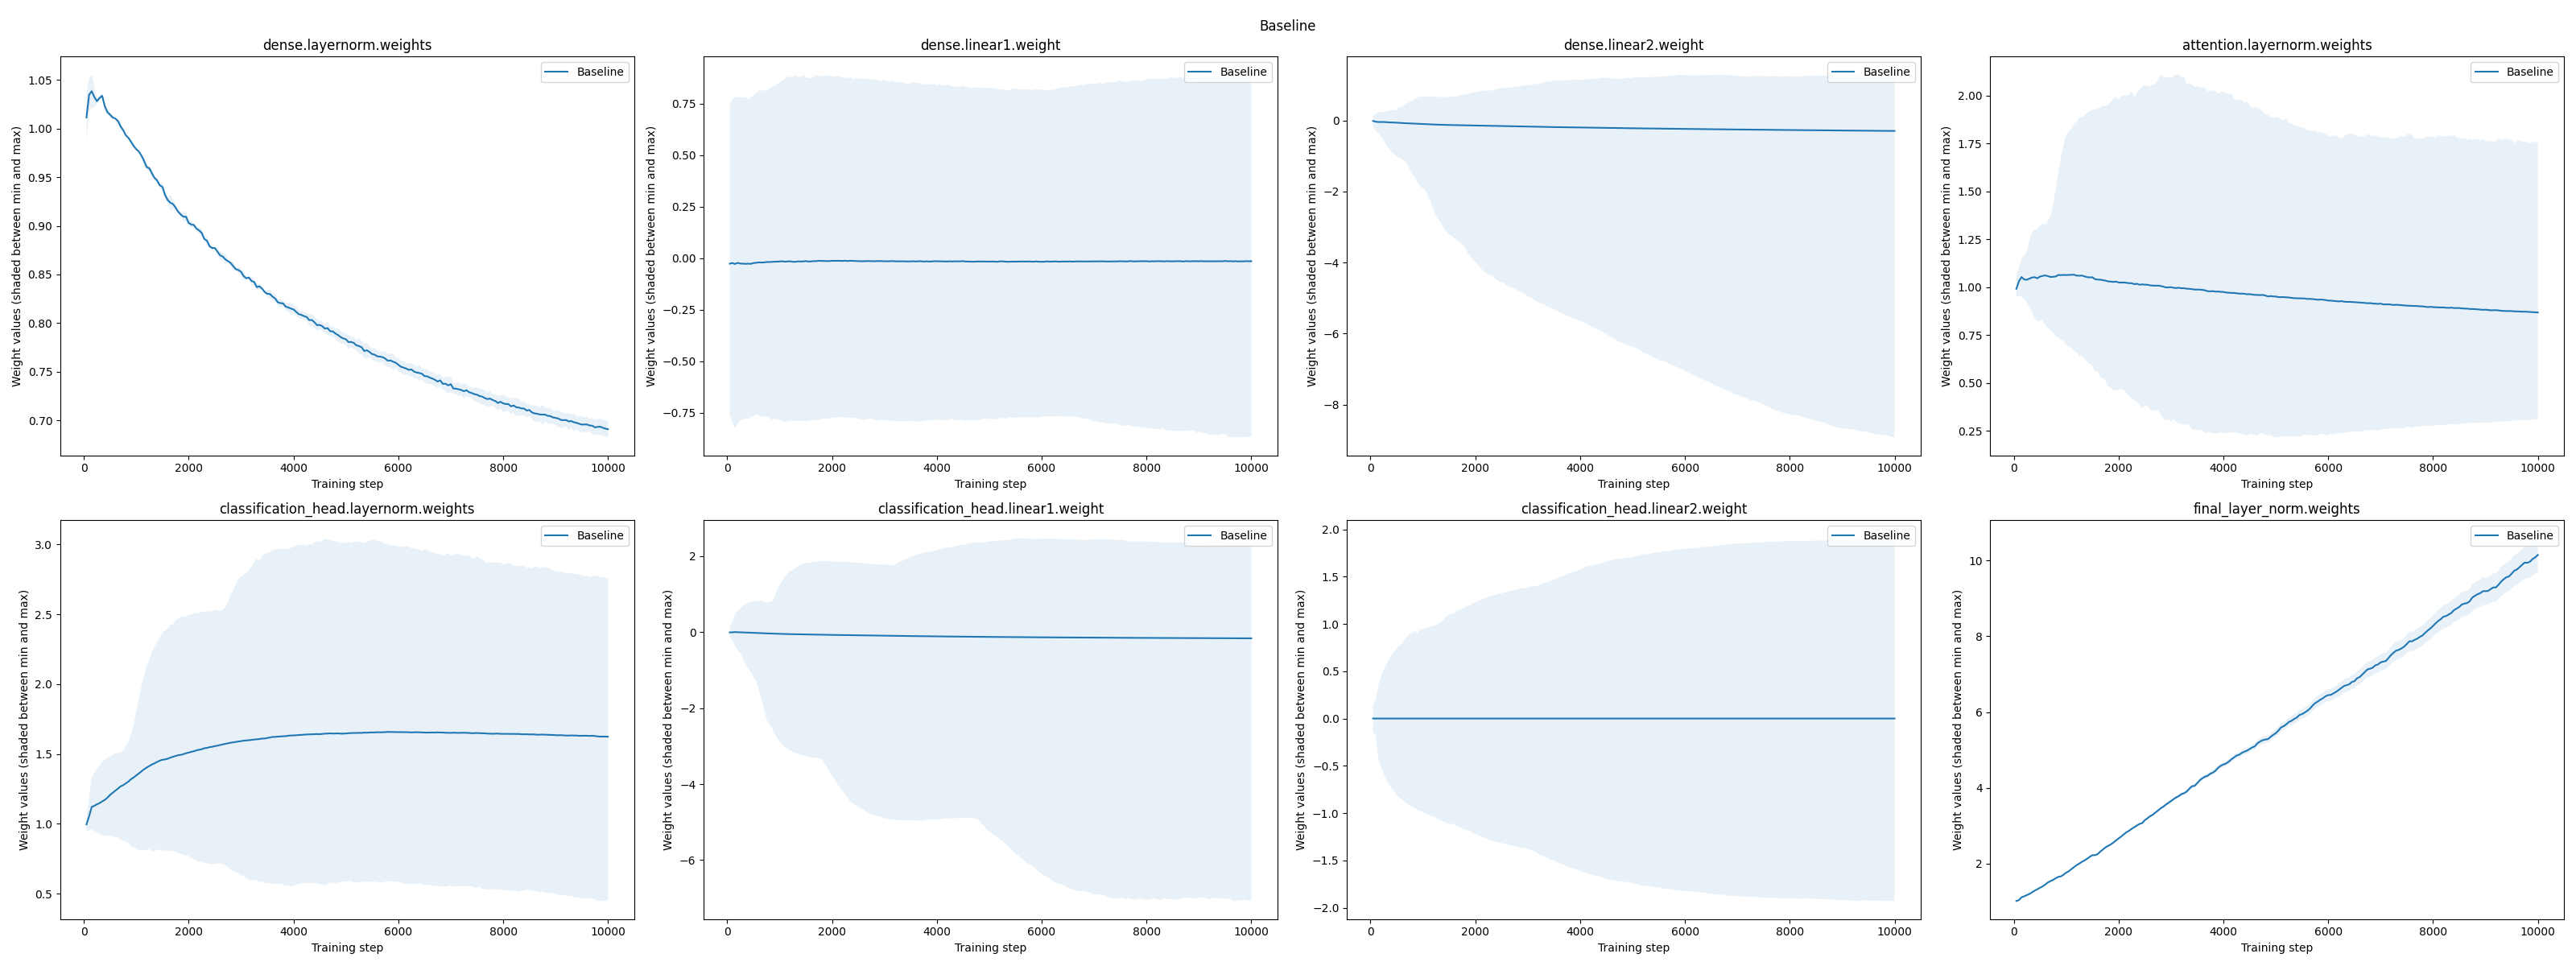 Baseline
dense.layernorm.weights
Weight values (shaded between min and max)
1.05
1.00
0.95
0.90
0.85
0.80
0.75
0.70
Baseline
0 2000 4000 6000 8000 10000
Training step
dense.linear1.weight
Weight values (shaded between min and max)
0.75
0.50
0.25
0.00
−0.25
−0.50
−0.75
Baseline
0 2000 4000 6000 8000 10000
Training step
dense.linear2.weight
Weight values (shaded between min and max)
0
−2
−4
−6
−8
Baseline
0 2000 4000 6000 8000 10000
Training step
attention.layernorm.weights
Weight values (shaded between min and max)
2.00
1.75
1.50
1.25
1.00
0.75
0.50
0.25
Baseline
0 2000 4000 6000 8000 10000
Training step
classification_head.layernorm.weights
Weight values (shaded between min and max)
3.0
2.5
2.0
1.5
1.0
0.5
Baseline
0 2000 4000 6000 8000 10000
Training step
classification_head.linear1.weight
Weight values (shaded between min and max)
2
0
−2
−4
−6
Baseline
0 2000 4000 6000 8000 10000
Training step
classification_head.linear2.weight
Weight values (shaded between min and max)
2.0
1.5
1.0
0.5
0.0
−0.5
−1.0
−1.5
−2.0
Baseline
0 2000 4000 6000 8000 10000
Training step
final_layer_norm.weights
Weight values (shaded between min and max)
10
8
6
4
2
Baseline
0 2000 4000 6000 8000 10000
Training step